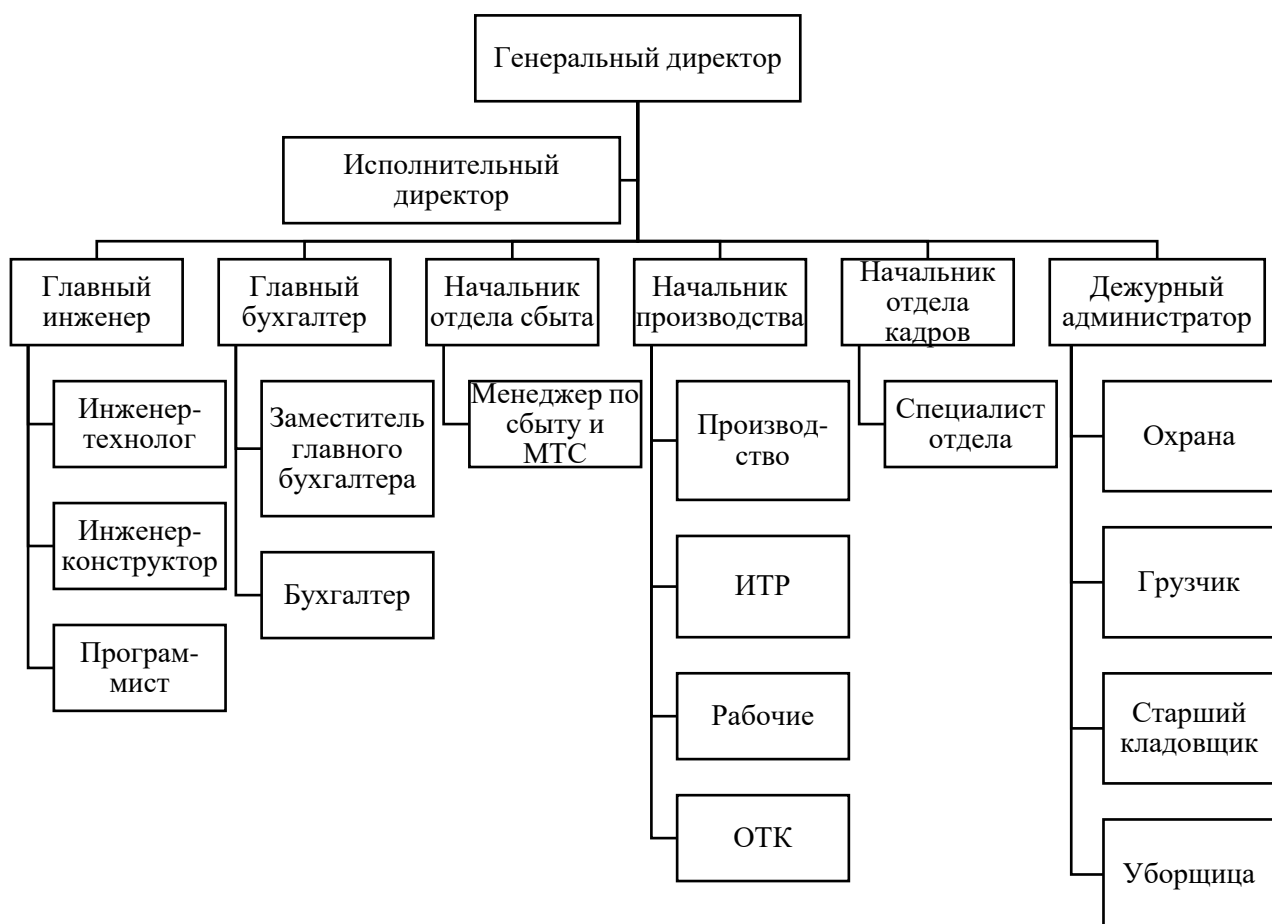 Генеральный директор
Исполнительный
директор
Главный
инженер
Главный
бухгалтер
Начальник
отдела сбыта
Начальник
производства
Начальник
отдела
кадров
Дежурный
администратор
Инженер-
технолог
Инженер-
конструктор
Програм-
мист
Заместитель
главного
бухгалтера
Бухгалтер
Менеджер по
сбыту и
МТС
Производ-
ство
ИТР
Рабочие
ОТК
Специалист
отдела
Охрана
Грузчик
Старший
кладовщик
Уборщица